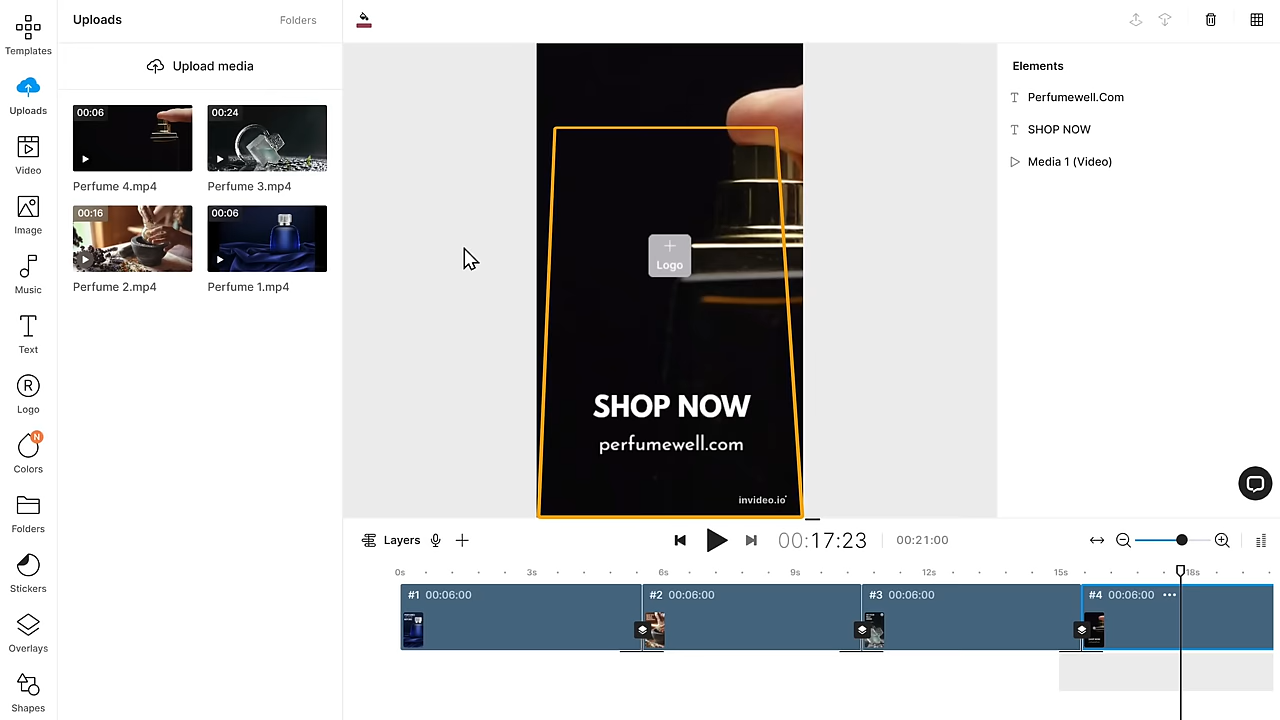 Templates
Uploads
Video
Image
Music
Text
Logo
N
Colors
Folders
Stickers
Overlays
Shapes
Uploads
Folders
Upload media
00:06
00:24
Perfume 4.mp4
Perfume 3.mp4
00:16
00:06
Perfume 2.mp4
Perfume 1.mp4
Logo
SHOP NOW
perfumewell.com
invideo.io
Elements
Perfumewell.Com
SHOP NOW
Media 1 (Video)
Layers
00:17:23
00:21:00
0s
3s
6s
9s
12s
15s
18s
#1 00:06:00
#2 00:06:00
#3 00:06:00
#4 00:06:00